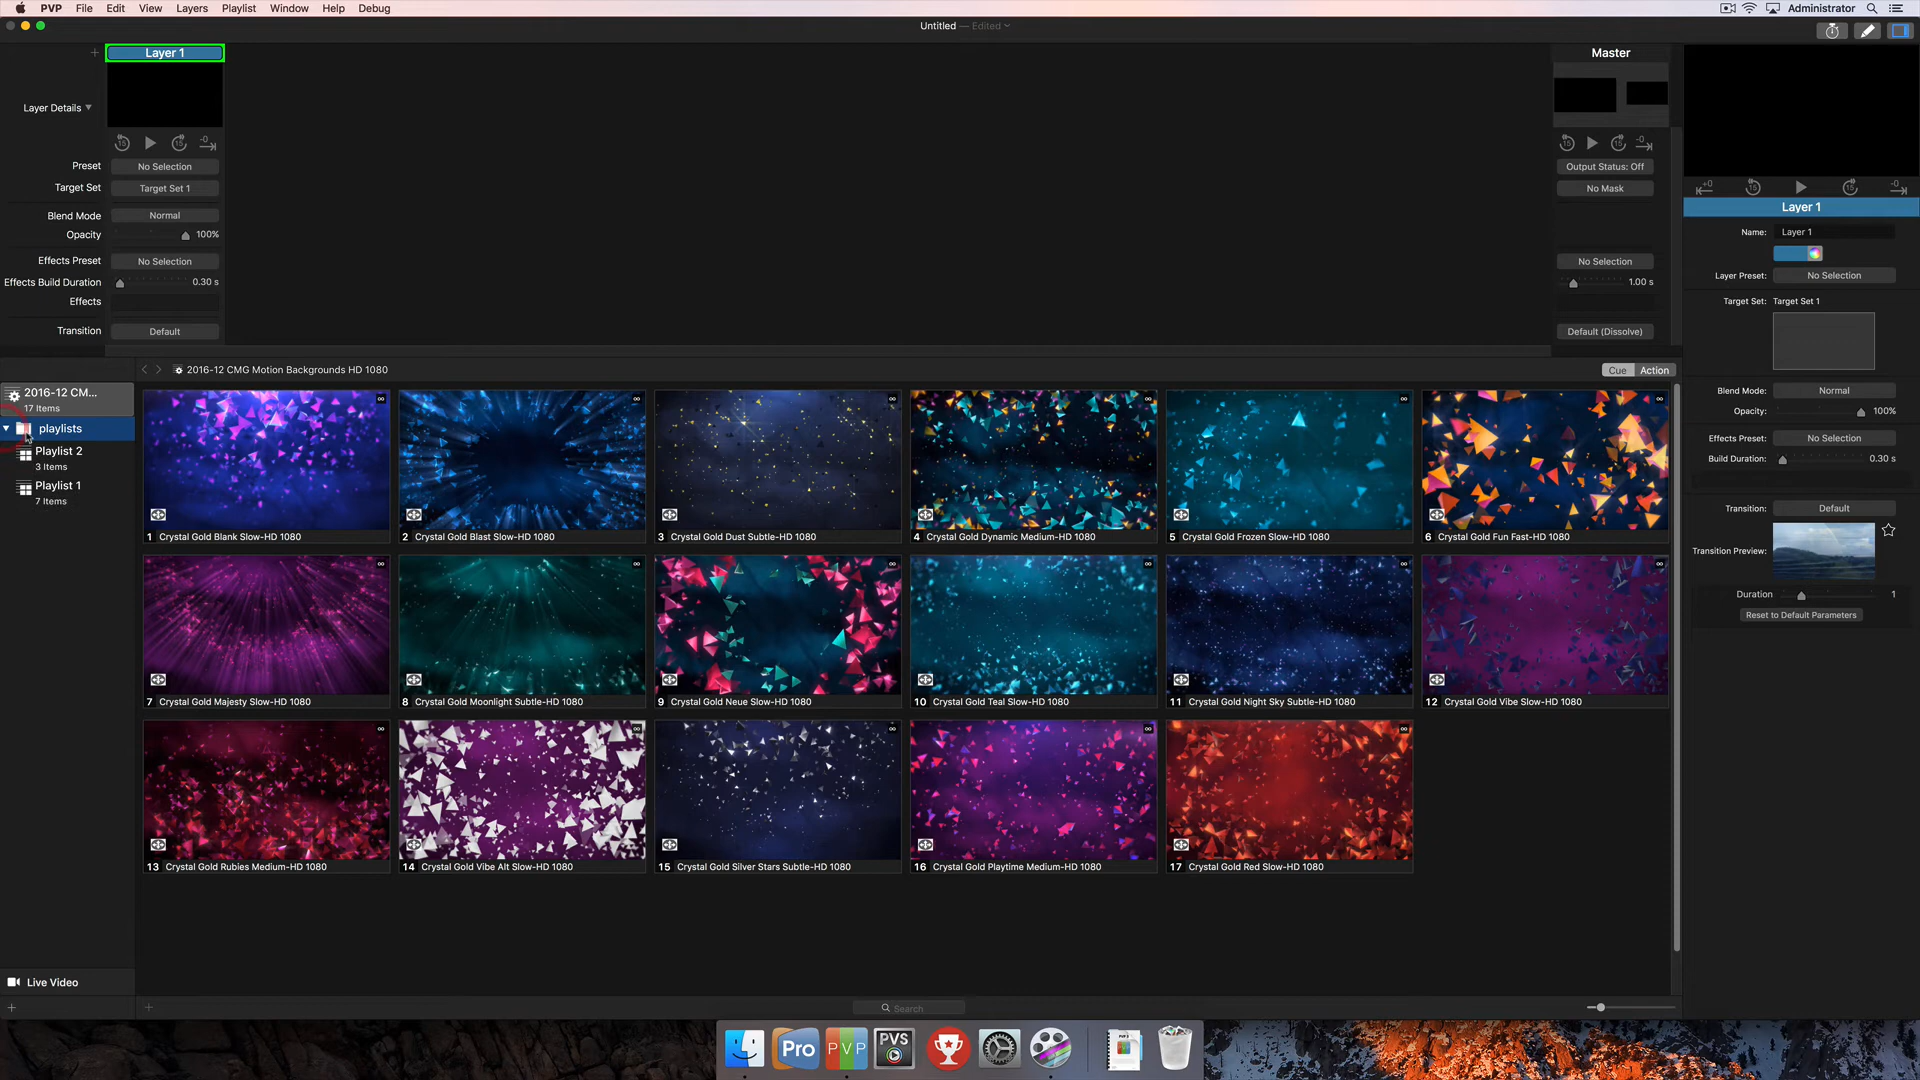 PVP File Edit View Layers Playlist Window Help Debug Administrator
Untitled — Edited
Layer 1
Master
Layer Details
15 15 -0
15 15 -0
+0 15 15 -0
Preset No Selection Output Status: Off
Target Set Target Set 1 No Mask
Blend Mode Normal
Opacity 100%
Effects Preset No Selection No Selection
Effects Build Duration 0.30 s 1.00 s
Effects
Transition Default Default (Dissolve)
Layer 1
Name: Layer 1
Layer Preset: No Selection
Target Set: Target Set 1
Blend Mode: Normal
Opacity: 100%
Effects Preset: No Selection
Build Duration: 0.30 s
Transition: Default
Transition Preview:
Duration 1
Reset to Default Parameters
2016-12 CMG Motion Backgrounds HD 1080
Cue Action
2016-12 CM...
17 Items
playlists
Playlist 2
3 Items
Playlist 1
7 Items
Live Video
1 Crystal Gold Blank Slow-HD 1080
2 Crystal Gold Blast Slow-HD 1080
3 Crystal Gold Dust Subtle-HD 1080
4 Crystal Gold Dynamic Medium-HD 1080
5 Crystal Gold Frozen Slow-HD 1080
6 Crystal Gold Fun Fast-HD 1080
7 Crystal Gold Majesty Slow-HD 1080
8 Crystal Gold Moonlight Subtle-HD 1080
9 Crystal Gold Neue Slow-HD 1080
10 Crystal Gold Teal Slow-HD 1080
11 Crystal Gold Night Sky Subtle-HD 1080
12 Crystal Gold Vibe Slow-HD 1080
13 Crystal Gold Rubies Medium-HD 1080
14 Crystal Gold Vibe Alt Slow-HD 1080
15 Crystal Gold Silver Stars Subtle-HD 1080
16 Crystal Gold Playtime Medium-HD 1080
17 Crystal Gold Red Slow-HD 1080
Search
Pro PVP PVS